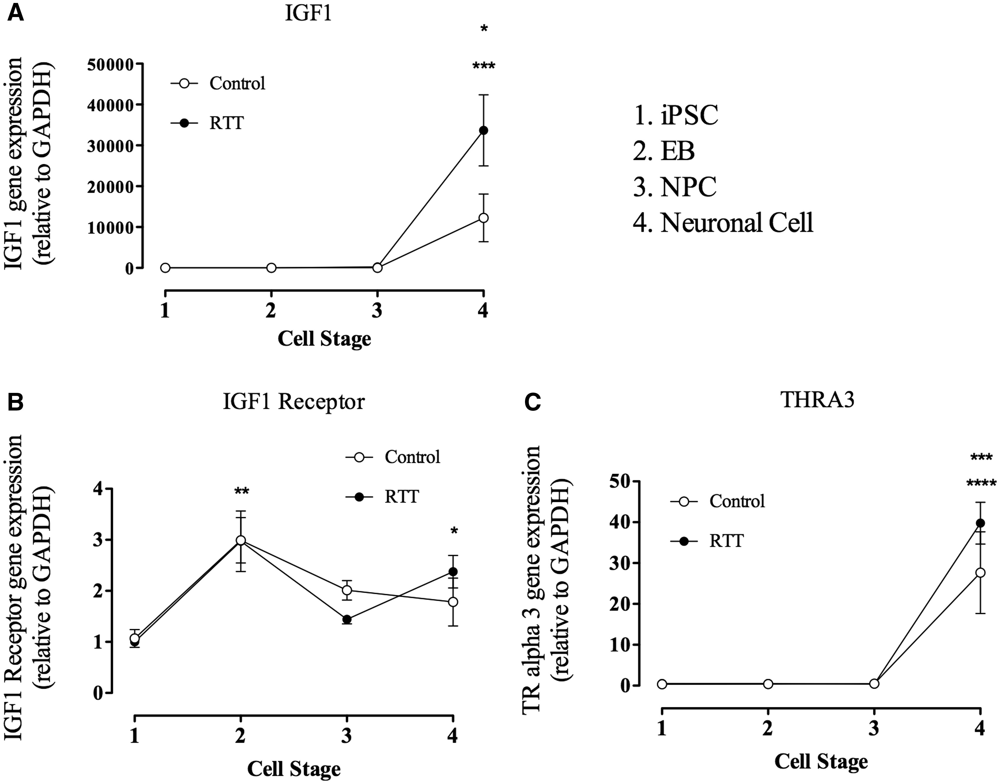 A
IGF1
*
***
IGF1 gene expression
(relative to GAPDH)
50000
40000
30000
20000
10000
0
Control
RTT
1 2 3 4
Cell Stage
1. iPSC
2. EB
3. NPC
4. Neuronal Cell
B
IGF1 Receptor
IGF1 Receptor gene expression
(relative to GAPDH)
Control
RTT
4
3
2
1
0
**
*
1 2 3 4
Cell Stage
C
THRA3
TR alpha 3 gene expression
(relative to GAPDH)
***
****
50
40
30
20
10
0
Control
RTT
1 2 3 4
Cell Stage